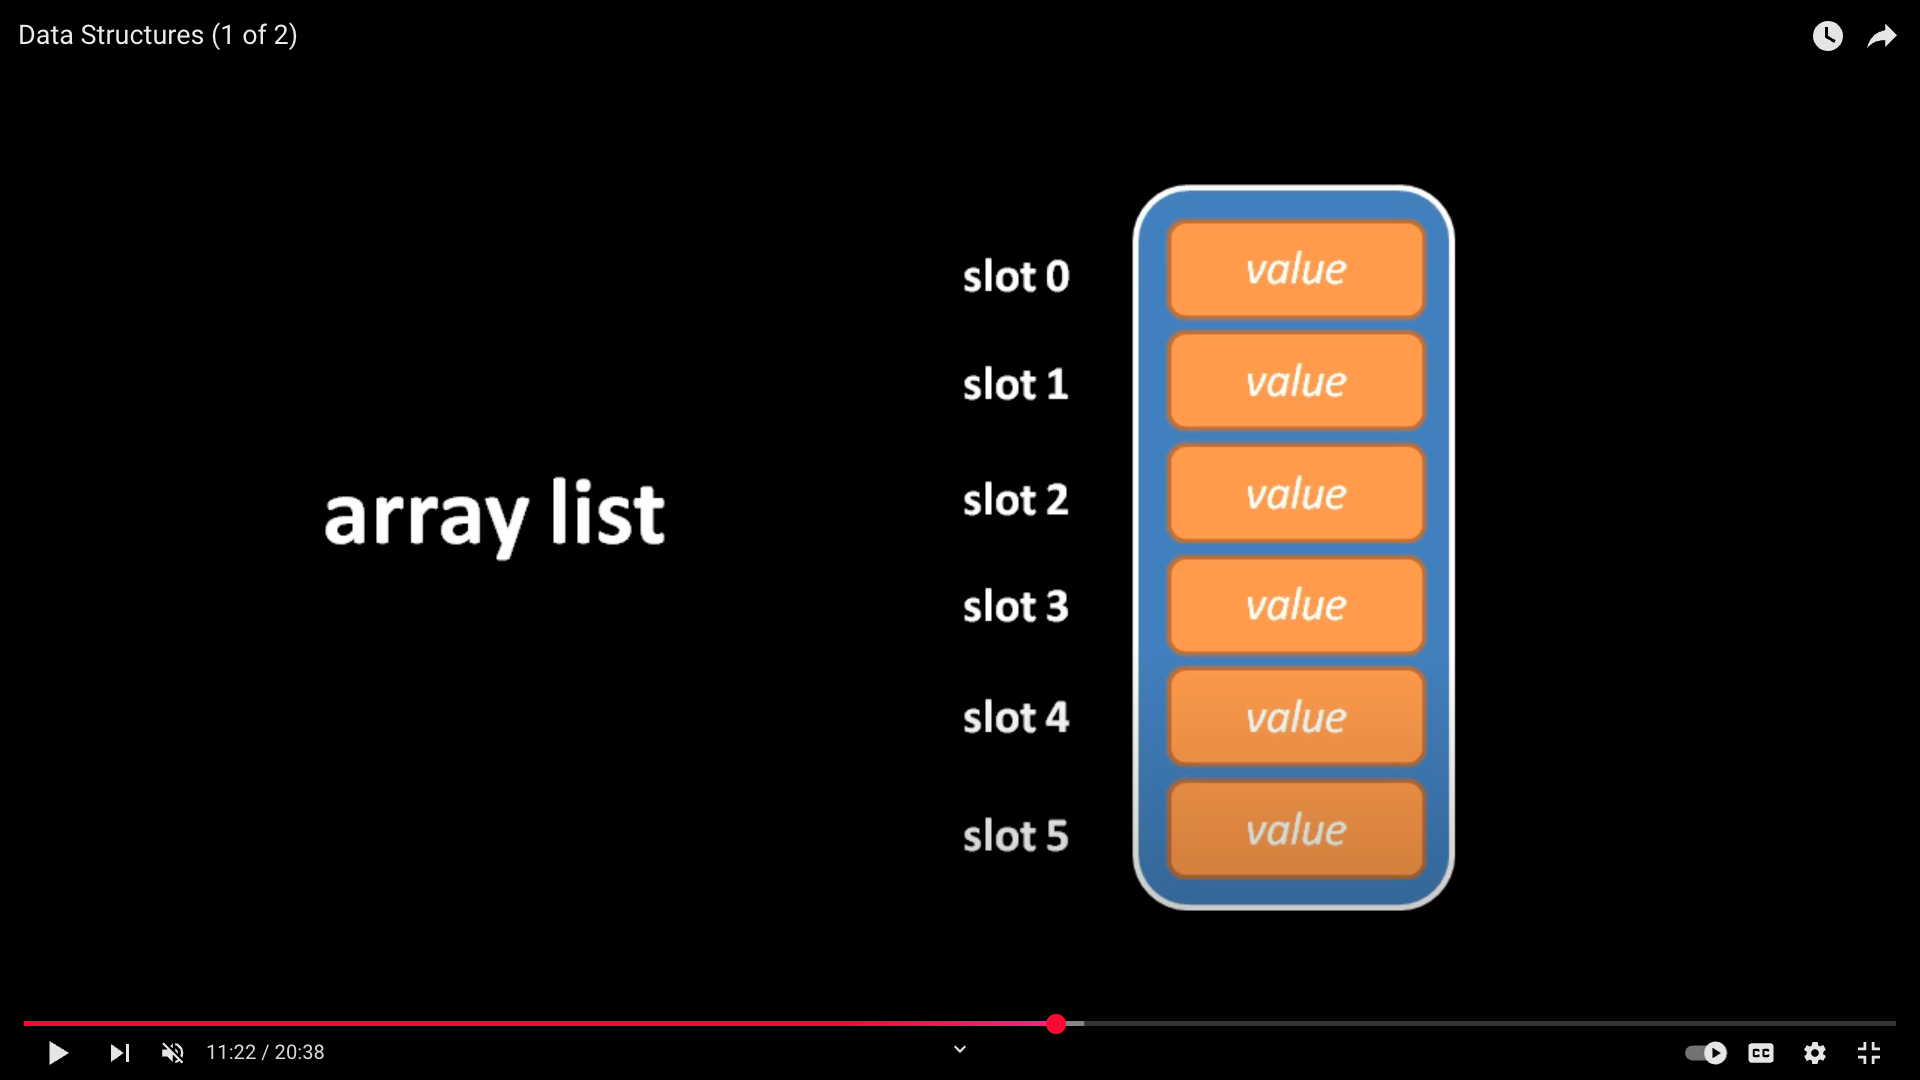 Data Structures (1 of 2)
array list
slot 0 value
slot 1 value
slot 2 value
slot 3 value
slot 4 value
slot 5 value
11:22 / 20:38
CC